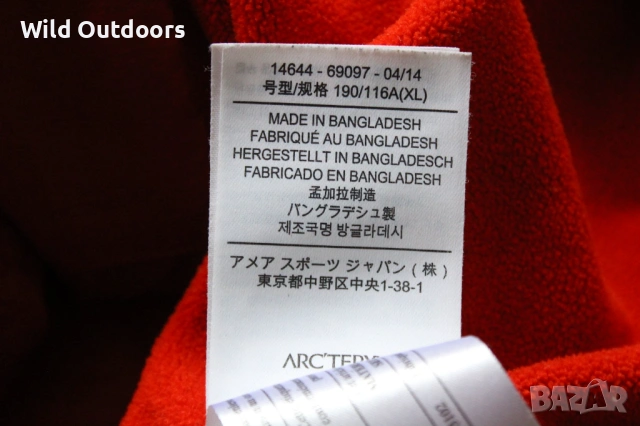 Wild Outdoors
14644 - 69097 - 04/14
号型/规格 190/116A(XL)
MADE IN BANGLADESH
FABRIQUÉ AU BANGLADESH
HERGESTELLT IN BANGLADESCH
FABRICADO EN BANGLADESH
孟加拉制造
バングラデシュ製
제조국명 방글라데시
アメア スポーツ ジャパン (株)
東京都中野区中央1-38-1
ARC'TERY
BAZAR